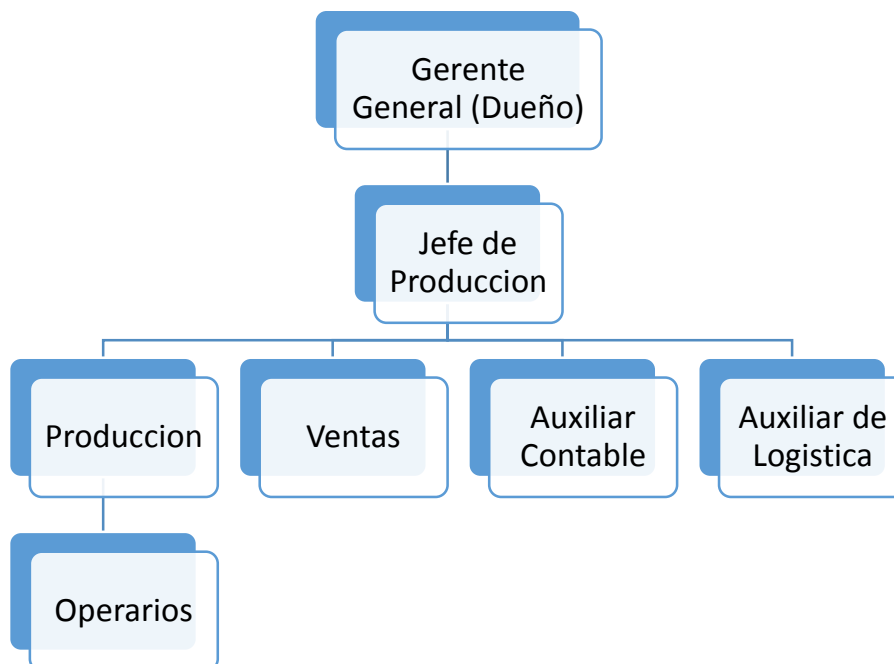 Gerente
General (Dueño)
Jefe de
Produccion
Produccion
Ventas
Auxiliar
Contable
Auxiliar de
Logistica
Operarios